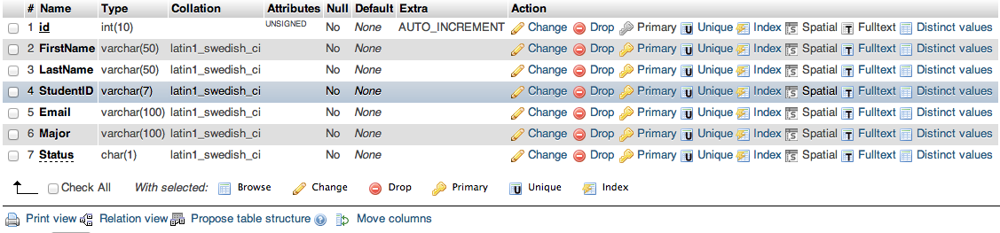 # Name Type Collation Attributes Null Default Extra Action
1 id int(10) UNSIGNED No None AUTO_INCREMENT Change Drop Primary Unique Index Spatial Fulltext Distinct values
2 FirstName varchar(50) latin1_swedish_ci No None Change Drop Primary Unique Index Spatial Fulltext Distinct values
3 LastName varchar(50) latin1_swedish_ci No None Change Drop Primary Unique Index Spatial Fulltext Distinct values
4 StudentID varchar(7) latin1_swedish_ci No None Change Drop Primary Unique Index Spatial Fulltext Distinct values
5 Email varchar(100) latin1_swedish_ci No None Change Drop Primary Unique Index Spatial Fulltext Distinct values
6 Major varchar(100) latin1_swedish_ci No None Change Drop Primary Unique Index Spatial Fulltext Distinct values
7 Status char(1) latin1_swedish_ci No None Change Drop Primary Unique Index Spatial Fulltext Distinct values
Check All With selected: Browse Change Drop Primary Unique Index
Print view Relation view Propose table structure Move columns